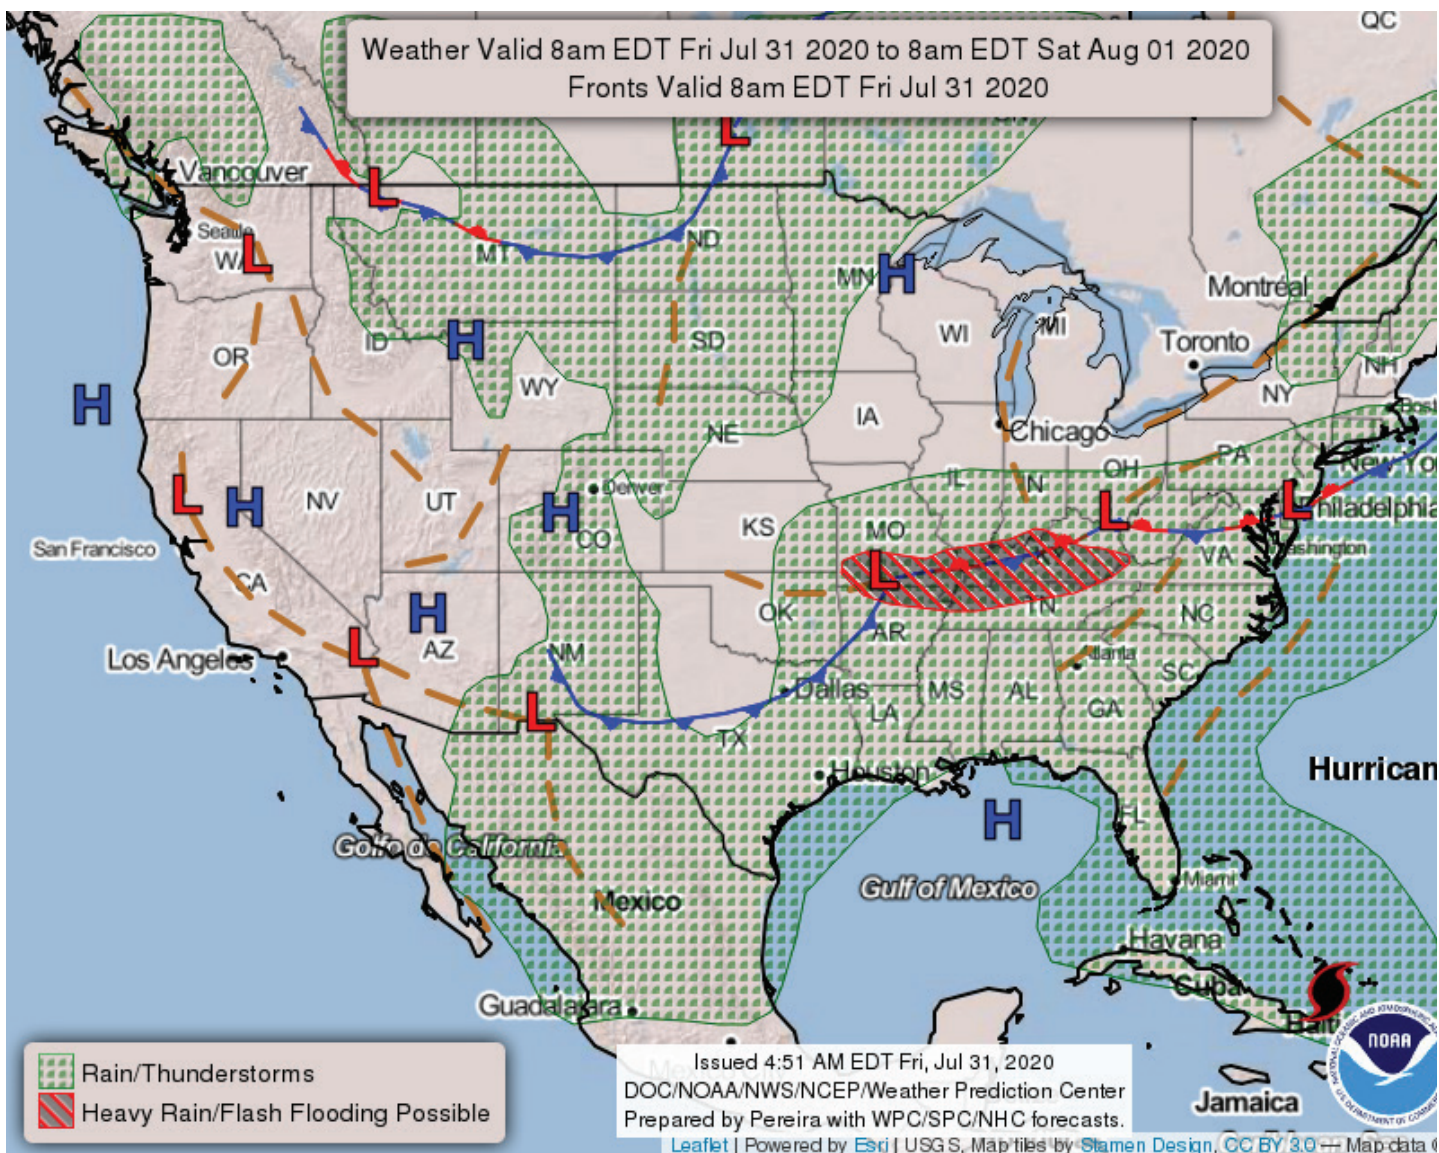 Weather Valid 8am EDT Fri Jul 31 2020 to 8am EDT Sat Aug 01 2020
Fronts Valid 8am EDT Fri Jul 31 2020
QC
L
Vancouver
L
Seattle
WA
L
MT
ND
MN
H
Montréal
OR
ID
H
WY
SD
WI
MI
Toronto
NH
NY
H
IA
NE
Chicago
PA
OH
IL
IN
L
H
NV
UT
Denver
H
CO
KS
MO
L
L
Philadelphia
VA
Washington
San Francisco
CA
L
OK
TN
NC
H
AZ
AR
Los Angeles
L
NM
Atlanta
SC
Dallas
MS
AL
GA
LA
L
TX
Houston
Hurrican
H
FL
Golfo de California
Gulf of Mexico
Miami
Mexico
Havana
Cuba
Guadalajara
Haiti
NOAA
Rain/Thunderstorms
Heavy Rain/Flash Flooding Possible
Issued 4:51 AM EDT Fri, Jul 31, 2020
DOC/NOAA/NWS/NCEP/Weather Prediction Center
Prepared by Pereira with WPC/SPC/NHC forecasts.
Jamaica
Leaflet | Powered by Esri | USGS, Map tiles by Stamen Design, CC BY 3.0 — Map data ©